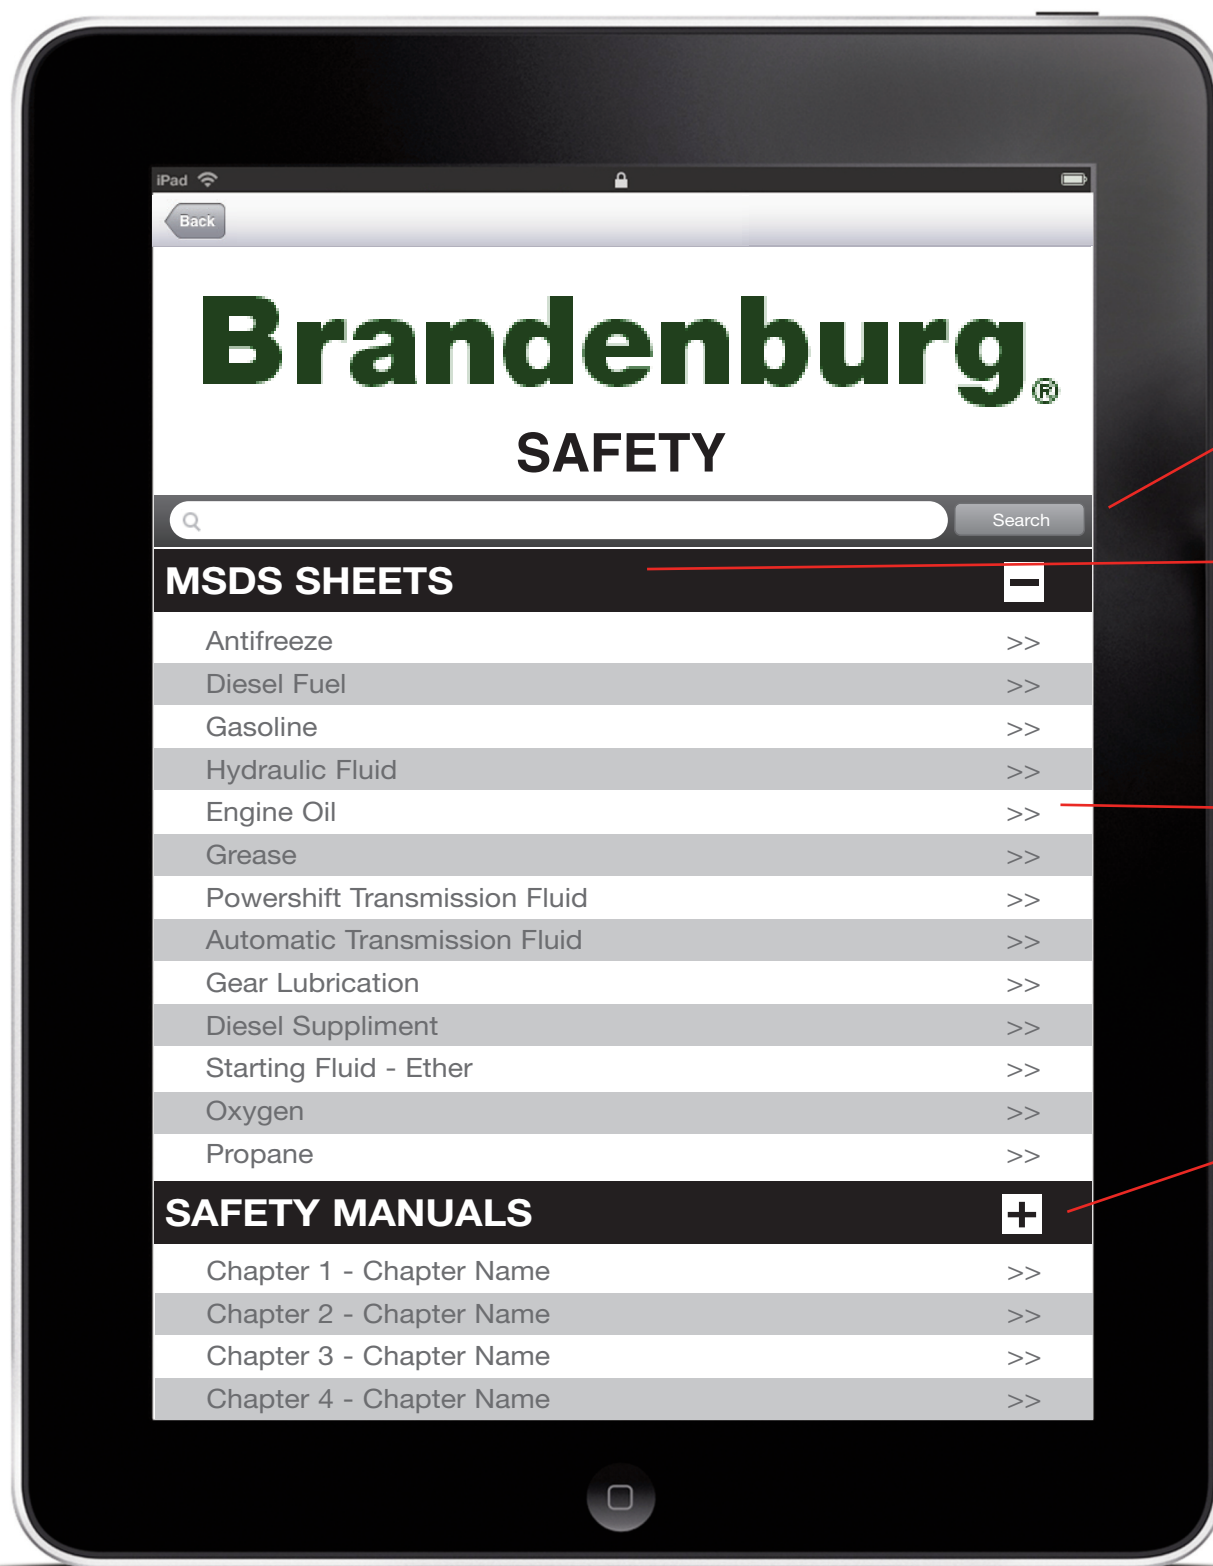 iPad
Back
Brandenburg®
SAFETY
Search
MSDS SHEETS
Antifreeze >>
Diesel Fuel >>
Gasoline >>
Hydraulic Fluid >>
Engine Oil >>
Grease >>
Powershift Transmission Fluid >>
Automatic Transmission Fluid >>
Gear Lubrication >>
Diesel Suppliment >>
Starting Fluid - Ether >>
Oxygen >>
Propane >>
SAFETY MANUALS
Chapter 1 - Chapter Name >>
Chapter 2 - Chapter Name >>
Chapter 3 - Chapter Name >>
Chapter 4 - Chapter Name >>